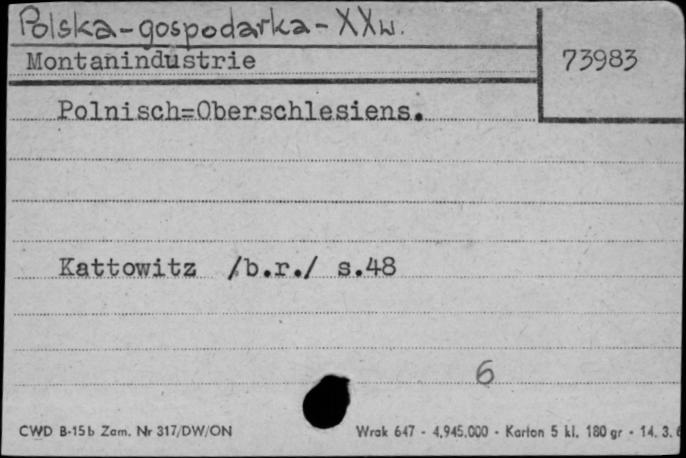 Polska-gospodarka-XXw.
Montanindustrie
73983
Polnisch=Oberschlesiens.
Kattowitz /b.r./ s.48
6
CWD B-15b Zam. Nr 317/DW/ON
Wrak 647 - 4.945.000 - Karton 5 kl. 180 gr - 14. 3.